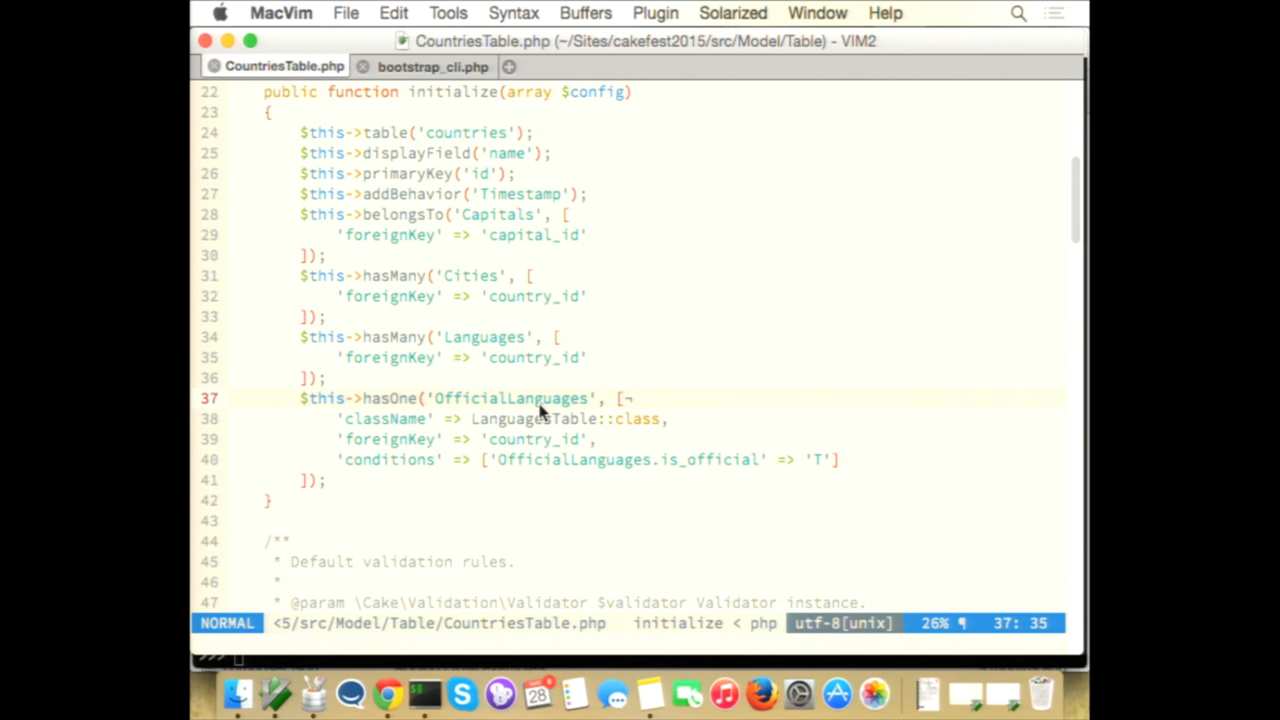 MacVim File Edit Tools Syntax Buffers Plugin Solarized Window Help
CountriesTable.php (~/Sites/cakefest2015/src/Model/Table) - VIM2
CountriesTable.php bootstrap_cli.php
22 public function initialize(array $config)
23 {
24 $this->table('countries');
25 $this->displayField('name');
26 $this->primaryKey('id');
27 $this->addBehavior('Timestamp');
28 $this->belongsTo('Capitals', [
29 'foreignKey' => 'capital_id'
30 ]);
31 $this->hasMany('Cities', [
32 'foreignKey' => 'country_id'
33 ]);
34 $this->hasMany('Languages', [
35 'foreignKey' => 'country_id'
36 ]);
37 $this->hasOne('OfficialLanguages', [¬
38 'className' => LanguagesTable::class,
39 'foreignKey' => 'country_id',
40 'conditions' => ['OfficialLanguages.is_official' => 'T']
41 ]);
42 }
43
44 /**
45 * Default validation rules.
46 *
47 * @param \Cake\Validation\Validator $validator Validator instance.
NORMAL <5/src/Model/Table/CountriesTable.php initialize < php utf-8[unix] 26% ¶ 37: 35
>>>
28